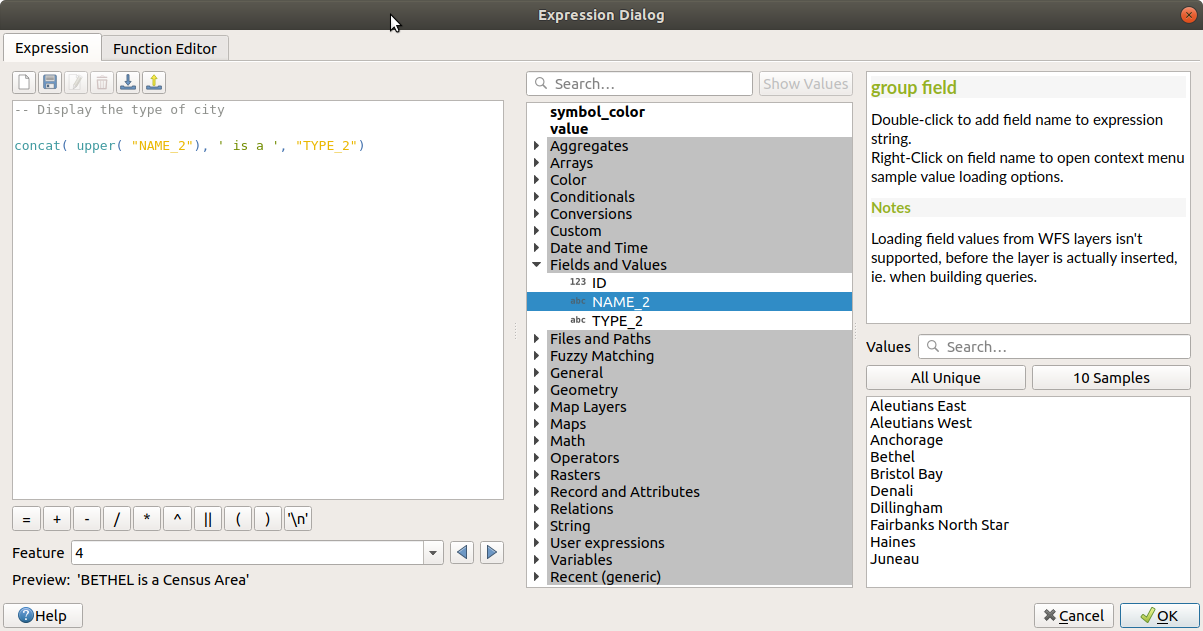 Expression Dialog
Expression
Function Editor
-- Display the type of city
concat( upper( "NAME_2"), ' is a ', "TYPE_2")
= + - / * ^ || ( ) '\n'
Feature 4
Preview: 'BETHEL is a Census Area'
Search...
Show Values
symbol_color
value
Aggregates
Arrays
Color
Conditionals
Conversions
Custom
Date and Time
Fields and Values
123 ID
abc NAME_2
abc TYPE_2
Files and Paths
Fuzzy Matching
General
Geometry
Map Layers
Maps
Math
Operators
Rasters
Record and Attributes
Relations
String
User expressions
Variables
Recent (generic)
group field
Double-click to add field name to expression
string.
Right-Click on field name to open context menu
sample value loading options.
Notes
Loading field values from WFS layers isn't
supported, before the layer is actually inserted,
ie. when building queries.
Values Search...
All Unique
10 Samples
Aleutians East
Aleutians West
Anchorage
Bethel
Bristol Bay
Denali
Dillingham
Fairbanks North Star
Haines
Juneau
Help
Cancel
OK